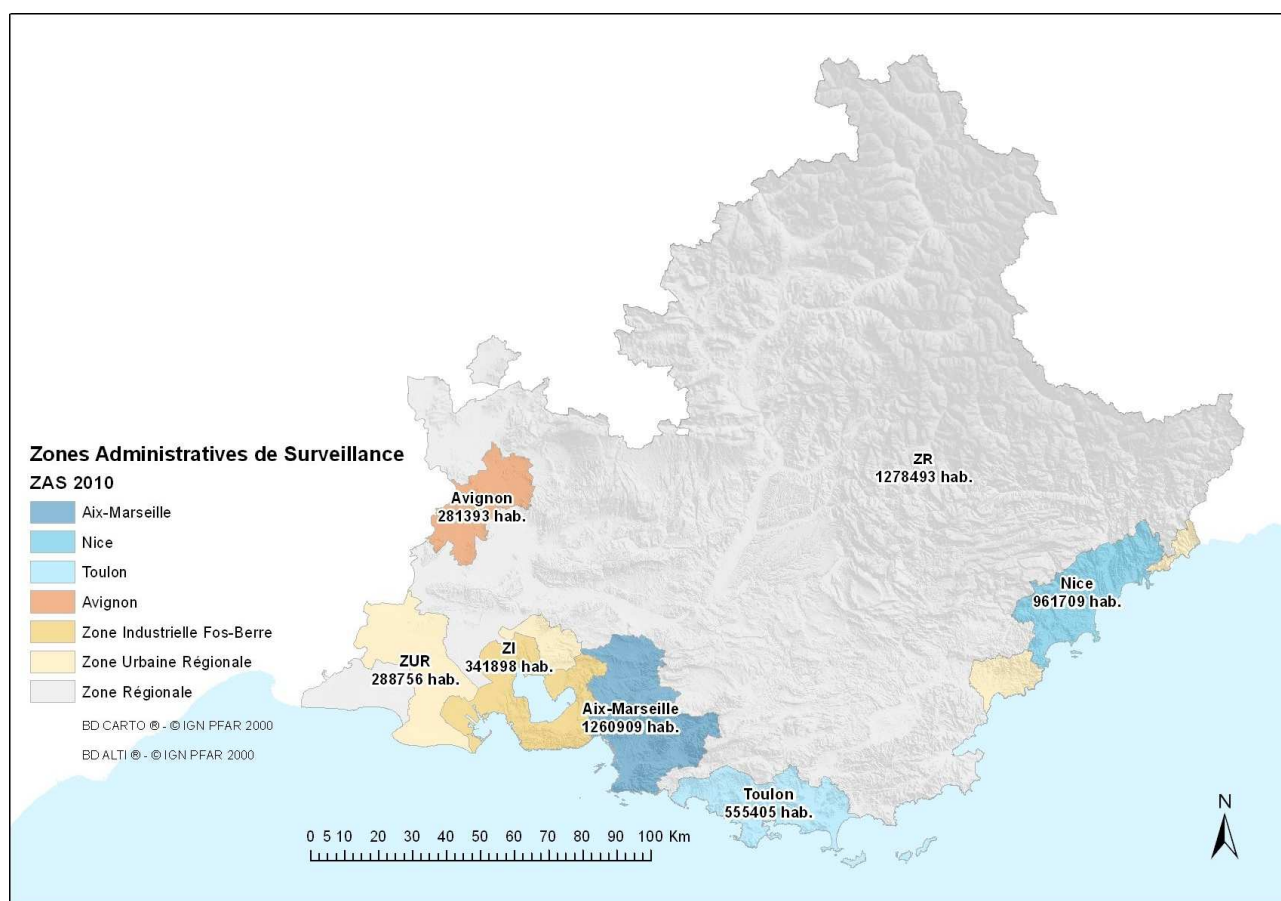 Zones Administratives de Surveillance
ZAS 2010
Aix-Marseille
Nice
Toulon
Avignon
Zone Industrielle Fos-Berre
Zone Urbaine Régionale
Zone Régionale
BD CARTO ® - © IGN PFAR 2000
BD ALTI ® - © IGN PFAR 2000
ZR
1278493 hab.
Avignon
281393 hab.
Nice
961709 hab.
ZUR
288756 hab.
ZI
341898 hab.
Aix-Marseille
1260909 hab.
Toulon
555405 hab.
0 5 10 20 30 40 50 60 70 80 90 100 Km
N